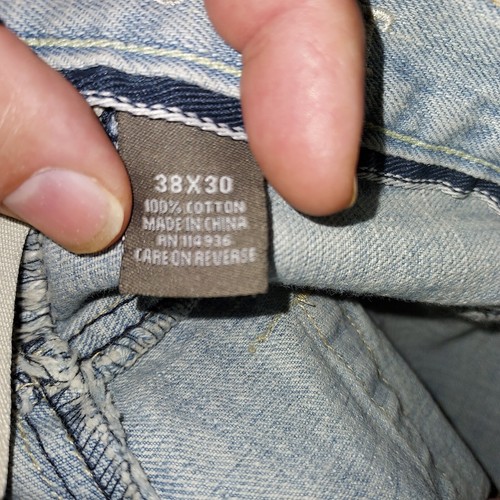 38X30
100% COTTON
MADE IN CHINA
RN 114936
CARE ON REVERSE